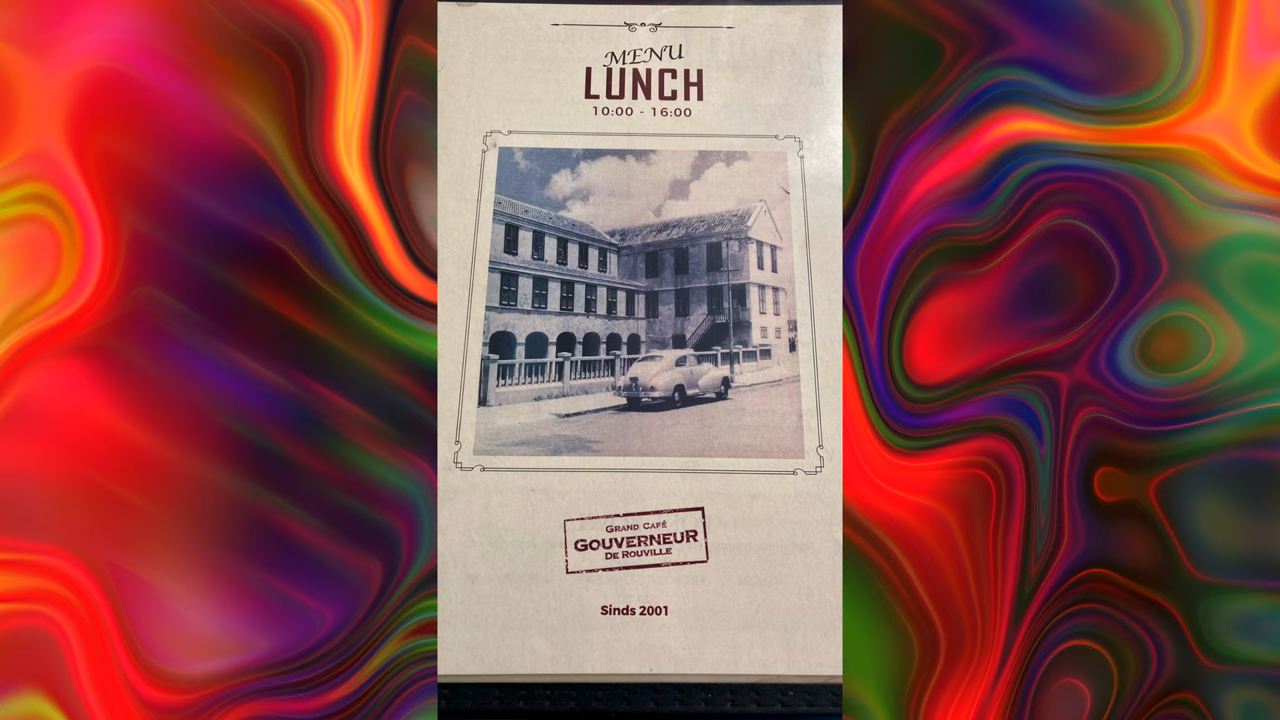 MENU
LUNCH
10:00 - 16:00
GRAND CAFÉ
GOUVERNEUR
DE ROUVILLE
Sinds 2001